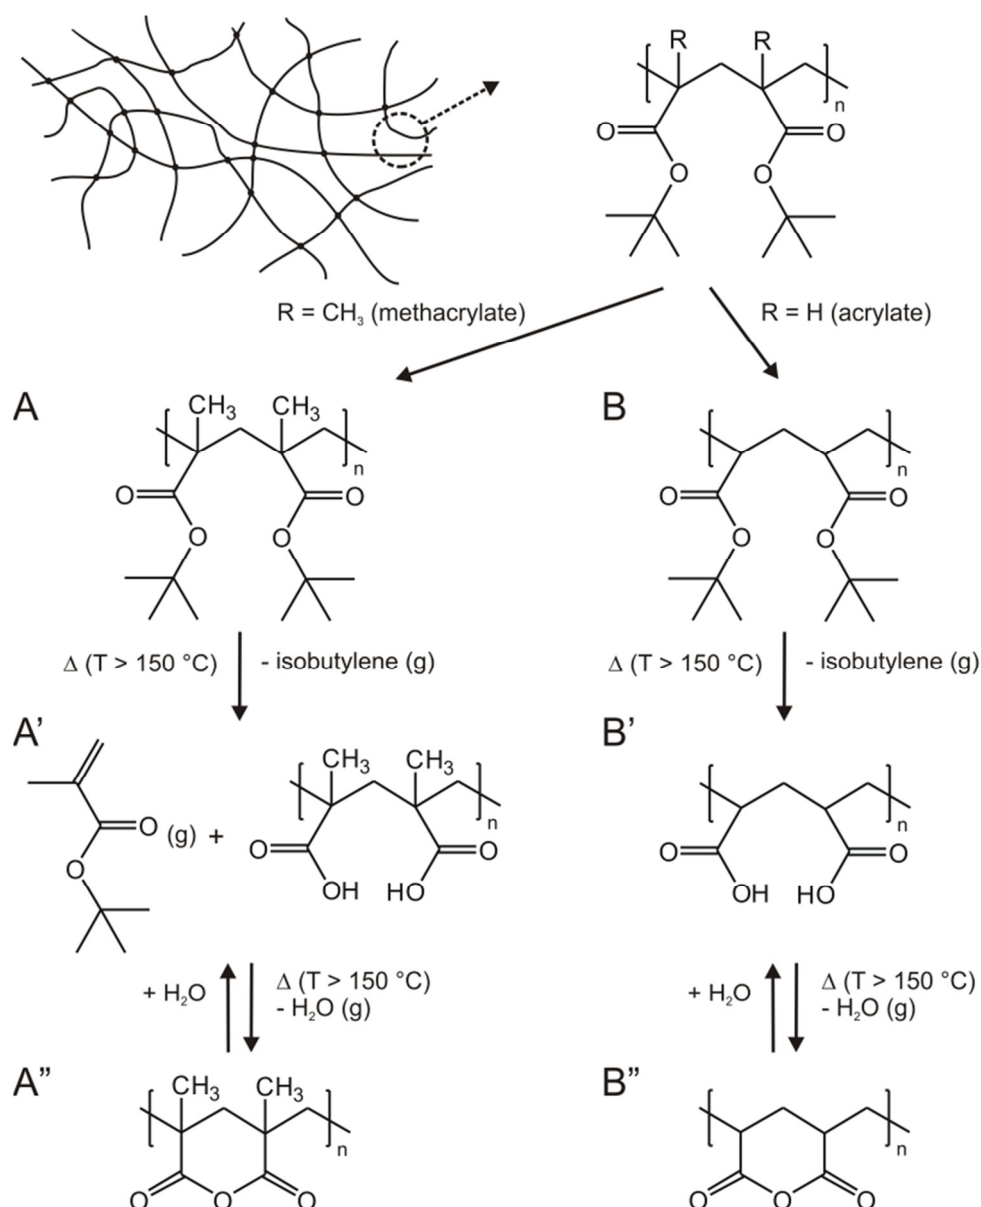 R R
n
O O
O O
R = CH₃ (methacrylate) R = H (acrylate)
A B
CH₃ CH₃
n n
O O O O
O O O O
Δ (T > 150 °C) - isobutylene (g) Δ (T > 150 °C) - isobutylene (g)
A’ B’
CH₃ CH₃
n n
O (g) + O O O O
O OH HO OH HO
+ H₂O Δ (T > 150 °C) + H₂O Δ (T > 150 °C)
- H₂O (g) - H₂O (g)
A” B”
CH₃ CH₃
n n
O O O O O O